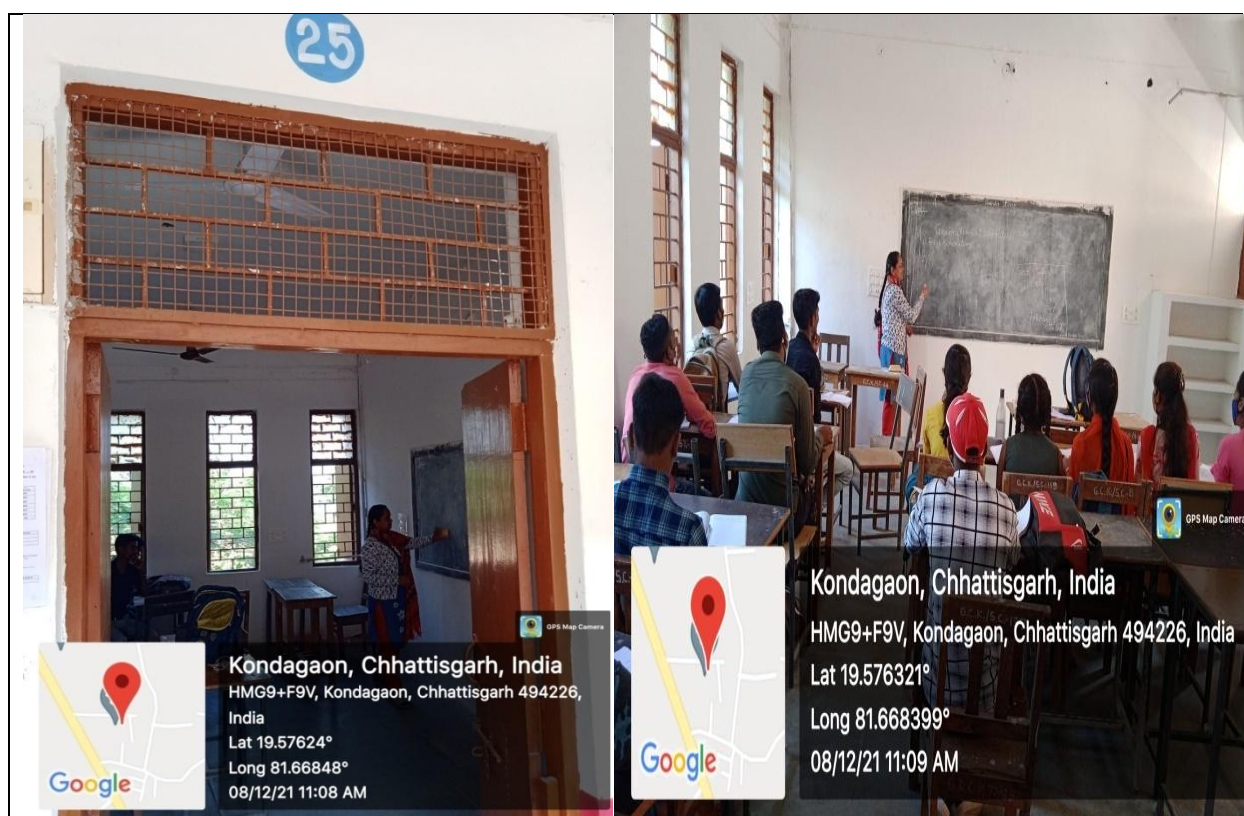 25
GPS Map Camera
Kondagaon, Chhattisgarh, India
HMG9+F9V, Kondagaon, Chhattisgarh 494226,
India
Lat 19.57624°
Long 81.66848°
08/12/21 11:08 AM
Google
GPS Map Camera
Kondagaon, Chhattisgarh, India
HMG9+F9V, Kondagaon, Chhattisgarh 494226, India
Lat 19.576321°
Long 81.668399°
08/12/21 11:09 AM
Google